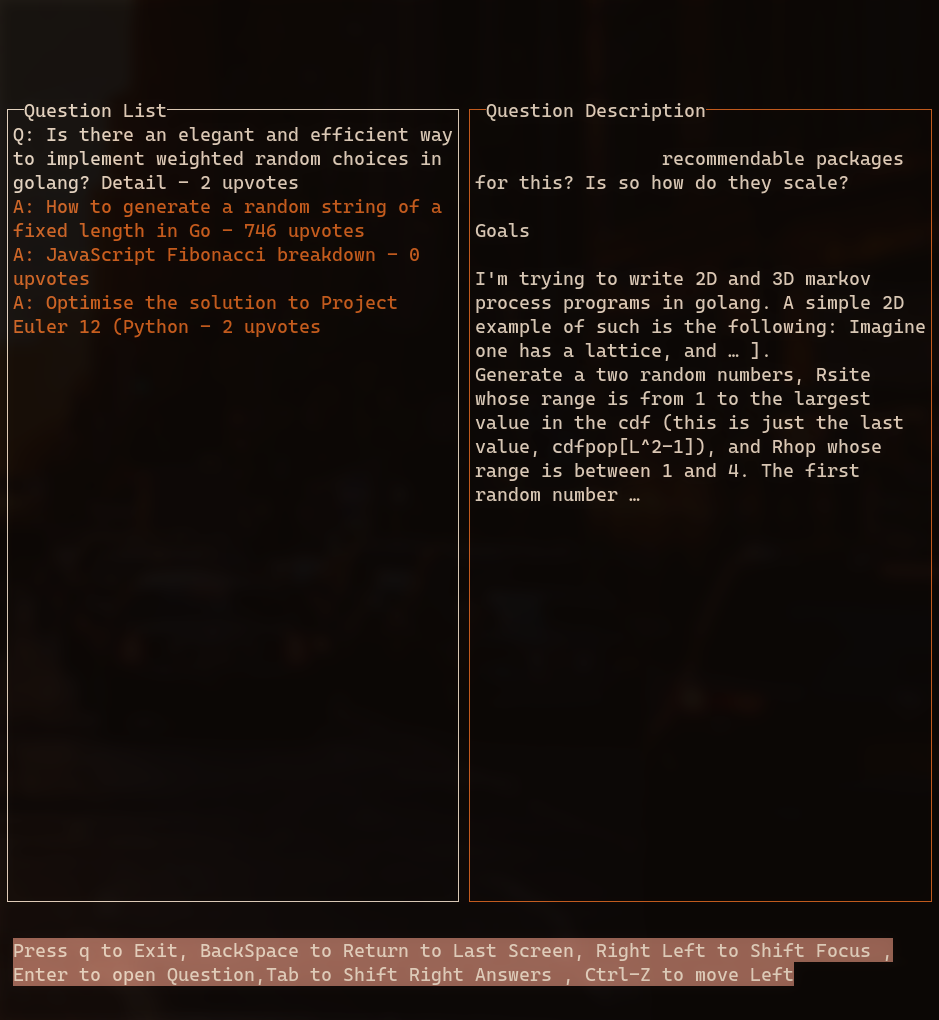 Question List
Q: Is there an elegant and efficient way
to implement weighted random choices in
golang? Detail - 2 upvotes
A: How to generate a random string of a
fixed length in Go - 746 upvotes
A: JavaScript Fibonacci breakdown - 0
upvotes
A: Optimise the solution to Project
Euler 12 (Python - 2 upvotes
Question Description
recommendable packages
for this? Is so how do they scale?
Goals
I'm trying to write 2D and 3D markov
process programs in golang. A simple 2D
example of such is the following: Imagine
one has a lattice, and … ].
Generate a two random numbers, Rsite
whose range is from 1 to the largest
value in the cdf (this is just the last
value, cdfpop[L^2-1]), and Rhop whose
range is between 1 and 4. The first
random number …
Press q to Exit, BackSpace to Return to Last Screen, Right Left to Shift Focus ,
Enter to open Question,Tab to Shift Right Answers , Ctrl-Z to move Left